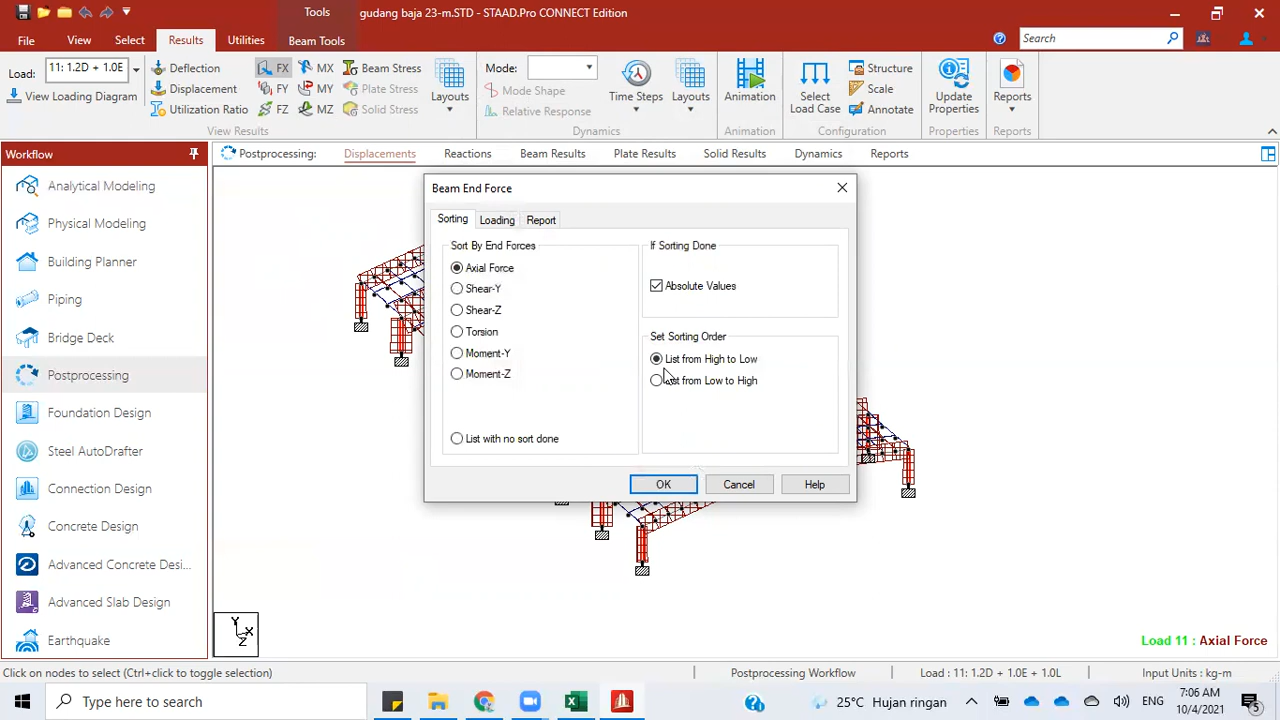 Tools
gudang baja 23-m.STD - STAAD.Pro CONNECT Edition
File
View
Select
Results
Utilities
Beam Tools
Search
Load:
11: 1.2D + 1.0E
View Loading Diagram
Deflection
Displacement
Utilization Ratio
FX
FY
FZ
MX
MY
MZ
Beam Stress
Plate Stress
Solid Stress
Layouts
View Results
Mode:
Mode Shape
Relative Response
Time Steps
Layouts
Dynamics
Animation
Animation
Select
Load Case
Structure
Scale
Annotate
Configuration
Update
Properties
Properties
Reports
Reports
Workflow
Postprocessing:
Displacements
Reactions
Beam Results
Plate Results
Solid Results
Dynamics
Reports
Analytical Modeling
Physical Modeling
Building Planner
Piping
Bridge Deck
Postprocessing
Foundation Design
Steel AutoDrafter
Connection Design
Concrete Design
Advanced Concrete Desi...
Advanced Slab Design
Earthquake
Beam End Force
Sorting
Loading
Report
Sort By End Forces
Axial Force
Shear-Y
Shear-Z
Torsion
Moment-Y
Moment-Z
List with no sort done
If Sorting Done
Absolute Values
Set Sorting Order
List from High to Low
from Low to High
OK
Cancel
Help
Y
X
Z
Load 11 : Axial Force
Click on nodes to select (Ctrl+click to toggle selection)
Postprocessing Workflow
Load : 11: 1.2D + 1.0E + 1.0L
Input Units : kg-m
Type here to search
25°C Hujan ringan
ENG
7:06 AM
10/4/2021
5